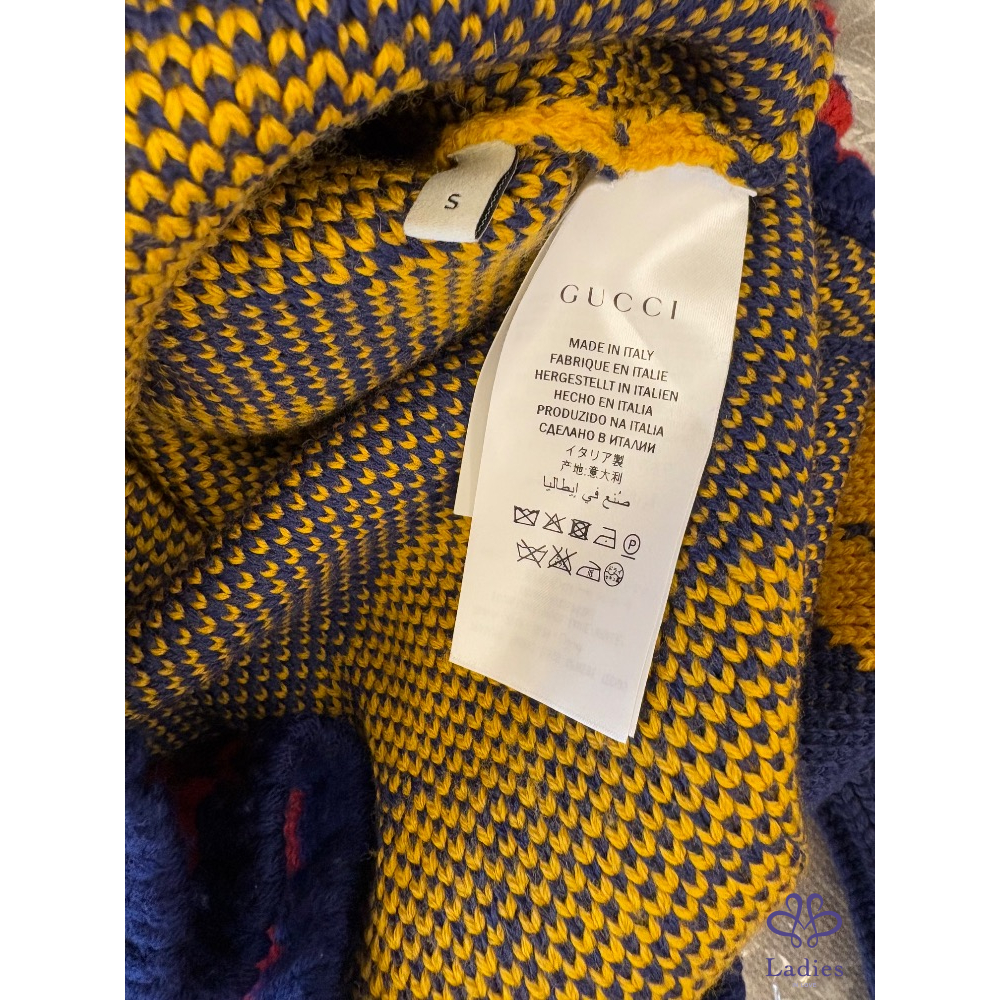 S
GUCCI
MADE IN ITALY
FABRIQUE EN ITALIE
HERGESTELLT IN ITALIEN
HECHO EN ITALIA
PRODUZIDO NA ITALIA
СДЕЛАНО В ИТАЛИИ
イタリア製
产地:意大利
صُنع في إيطاليا
P
Ladies